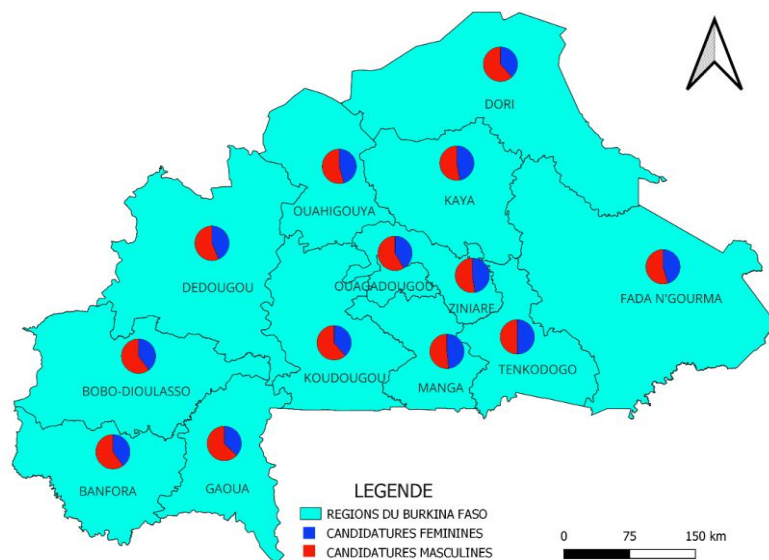 DORI
KAYA
OUAHIGOUYA
DEDOUGOU
OUAGADOUGOU
ZINIARE
FADA N'GOURMA
BOBO-DIOULASSO
KOUDOUGOU
MANGA
TENKODOGO
BANFORA
GAOUA
LEGENDE
REGIONS DU BURKINA FASO
CANDIDATURES FEMININES
CANDIDATURES MASCULINES
0 75 150 km